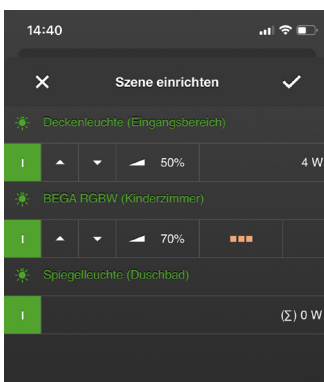 14:40
Szene einrichten
Deckenleuchte (Eingangsbereich)
I 50% 4 W
BEGA RGBW (Kinderzimmer)
I 70%
Spiegelleuchte (Duschbad)
I (Σ) 0 W